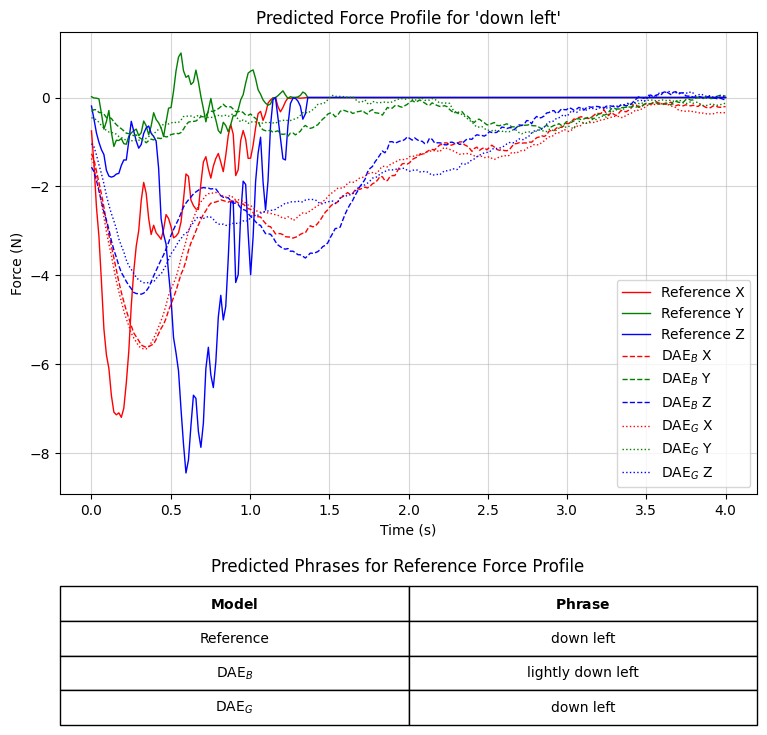 Predicted Force Profile for 'down left'
Force (N)
0
−2
−4
−6
−8
Reference X
Reference Y
Reference Z
DAE_B X
DAE_B Y
DAE_B Z
DAE_G X
DAE_G Y
DAE_G Z
0.0 0.5 1.0 1.5 2.0 2.5 3.0 3.5 4.0
Time (s)
Predicted Phrases for Reference Force Profile
Model Phrase
Reference down left
DAE_B lightly down left
DAE_G down left